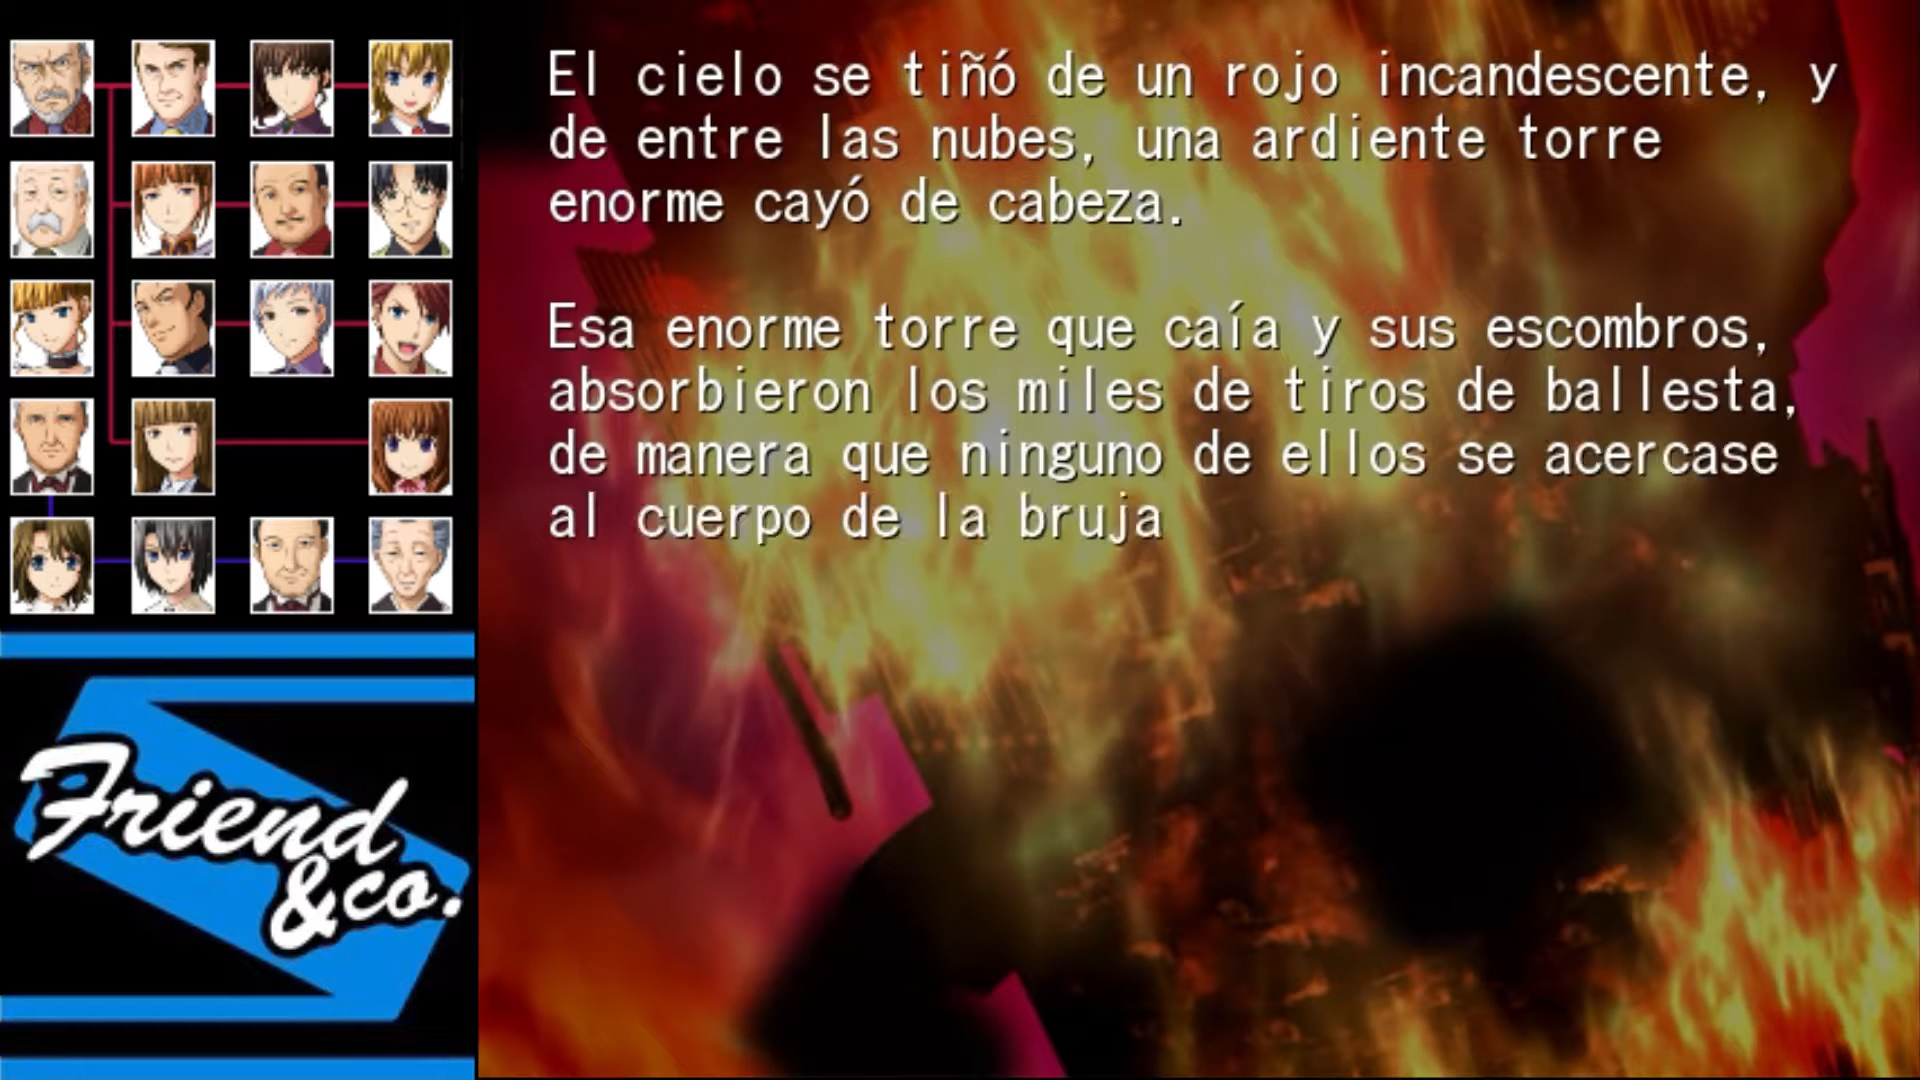 El cielo se tiñó de un rojo incandescente, y
de entre las nubes, una ardiente torre
enorme cayó de cabeza.
Esa enorme torre que caía y sus escombros,
absorbieron los miles de tiros de ballesta,
de manera que ninguno de ellos se acercase
al cuerpo de la bruja
Friend
&co.